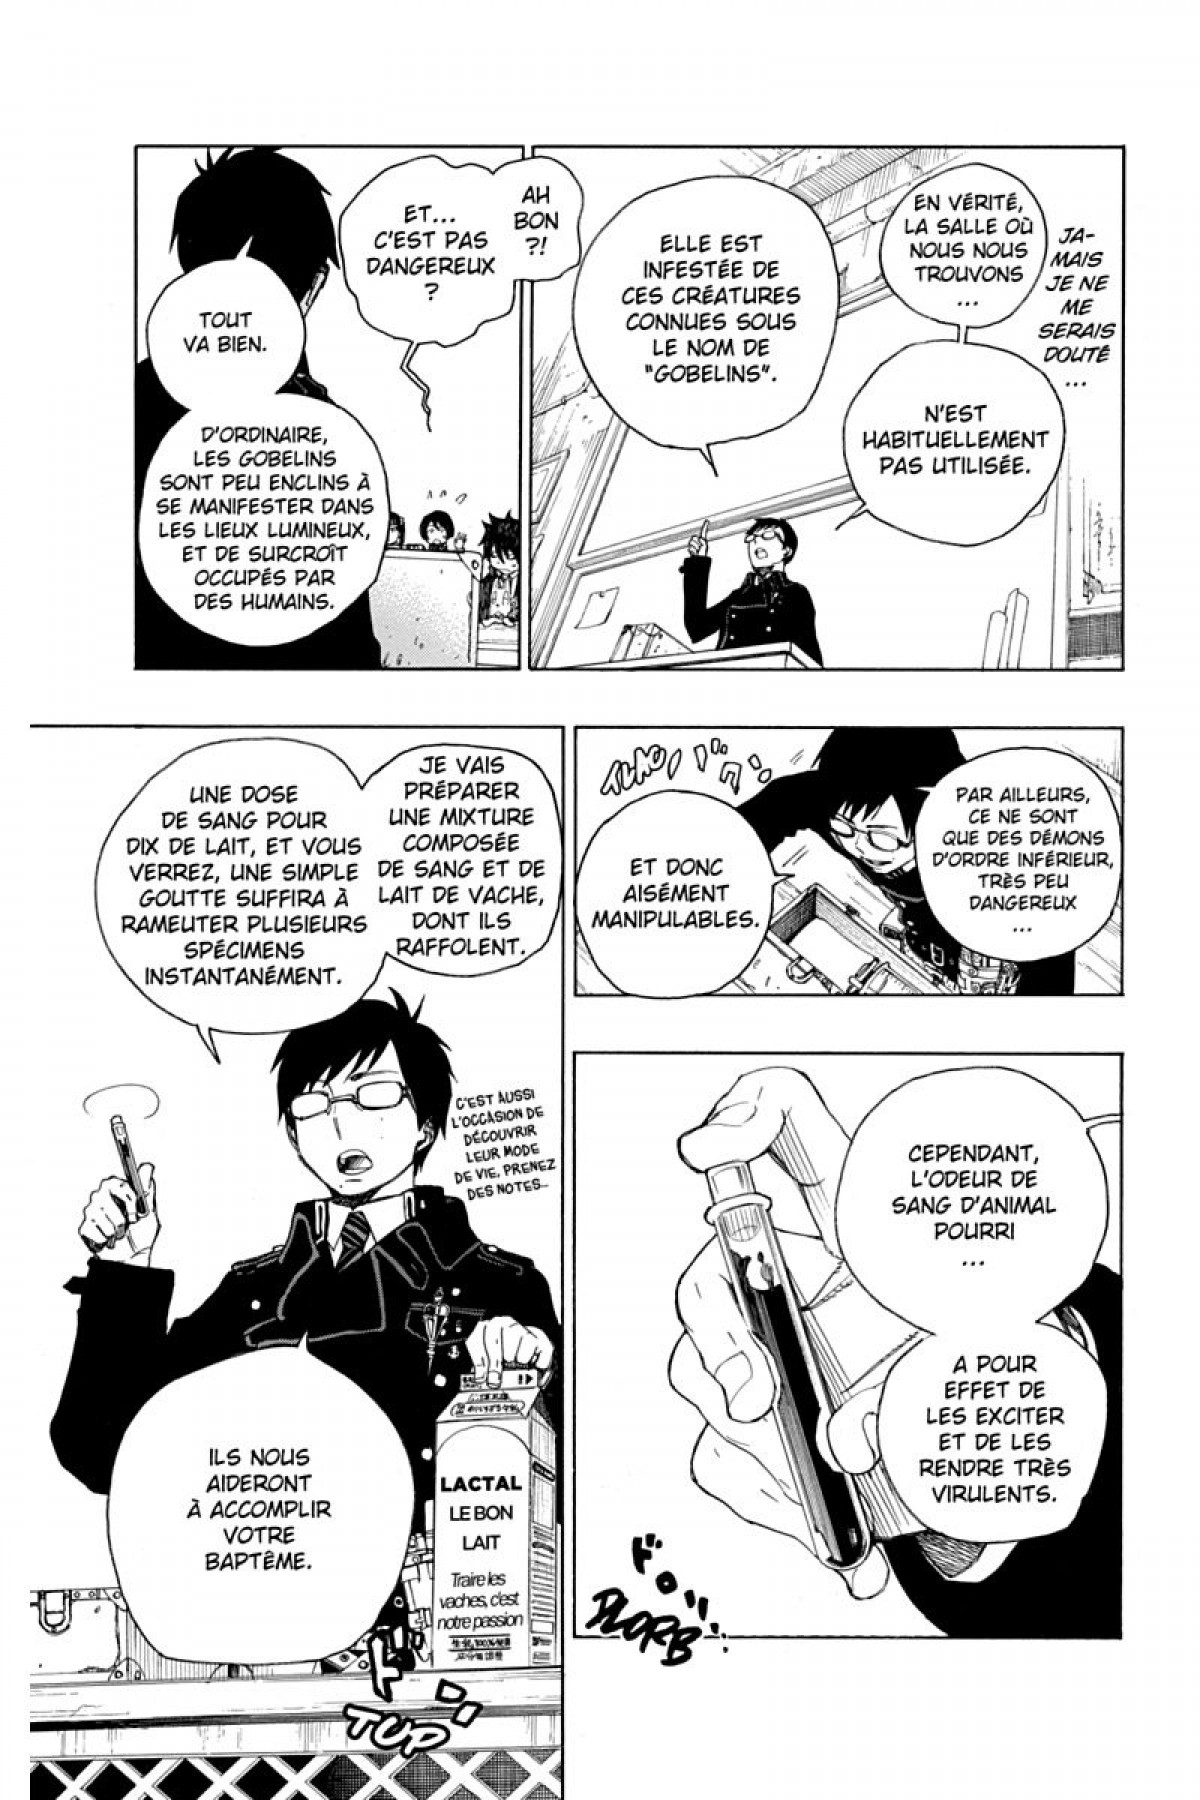 JA-
MAIS
JE NE
ME
SERAIS
DOUTÉ
...
EN VÉRITÉ,
LA SALLE OÙ
NOUS NOUS
TROUVONS
...
N'EST
HABITUELLEMENT
PAS UTILISÉE.
ELLE EST
INFESTÉE DE
CES CRÉATURES
CONNUES SOUS
LE NOM DE
"GOBELINS".
AH
BON
?!
ET...
C'EST PAS
DANGEREUX
?
TOUT
VA BIEN.
D'ORDINAIRE,
LES GOBELINS
SONT PEU ENCLINS À
SE MANIFESTER DANS
LES LIEUX LUMINEUX,
ET DE SURCROÎT
OCCUPÉS PAR
DES HUMAINS.
PAR AILLEURS,
CE NE SONT
QUE DES DÉMONS
D'ORDRE INFÉRIEUR,
TRÈS PEU
DANGEREUX
...
TLAC
ET DONC
AISÉMENT
MANIPULABLES.
CEPENDANT,
L'ODEUR DE
SANG D'ANIMAL
POURRI
...
A POUR
EFFET DE
LES EXCITER
ET DE LES
RENDRE TRÈS
VIRULENTS.
ドロ
PLORB
JE VAIS
PRÉPARER
UNE MIXTURE
COMPOSÉE
DE SANG ET DE
LAIT DE VACHE,
DONT ILS
RAFFOLENT.
UNE DOSE
DE SANG POUR
DIX DE LAIT, ET VOUS
VERREZ, UNE SIMPLE
GOUTTE SUFFIRA À
RAMEUTER PLUSIEURS
SPÉCIMENS
INSTANTANÉMENT.
C'EST AUSSI
L'OCCASION DE
DÉCOUVRIR
LEUR MODE
DE VIE, PRENEZ
DES NOTES...
ILS NOUS
AIDERONT
À ACCOMPLIR
VOTRE
BAPTÊME.
LACTAL
LE BON
LAIT
Traire les
vaches, c'est
notre passion
ド
TUP